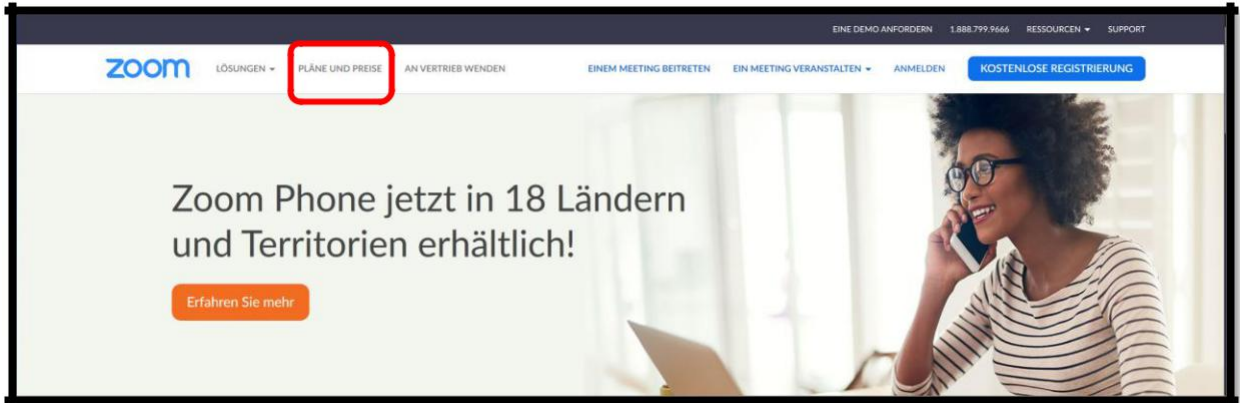 EINE DEMO ANFORDERN 1.888.799.9666 RESSOURCEN SUPPORT
zoom LÖSUNGEN PLÄNE UND PREISE AN VERTRIEB WENDEN EINEM MEETING BEITRETEN EIN MEETING VERANSTALTEN ANMELDEN KOSTENLOSE REGISTRIERUNG
Zoom Phone jetzt in 18 Ländern
und Territorien erhältlich!
Erfahren Sie mehr